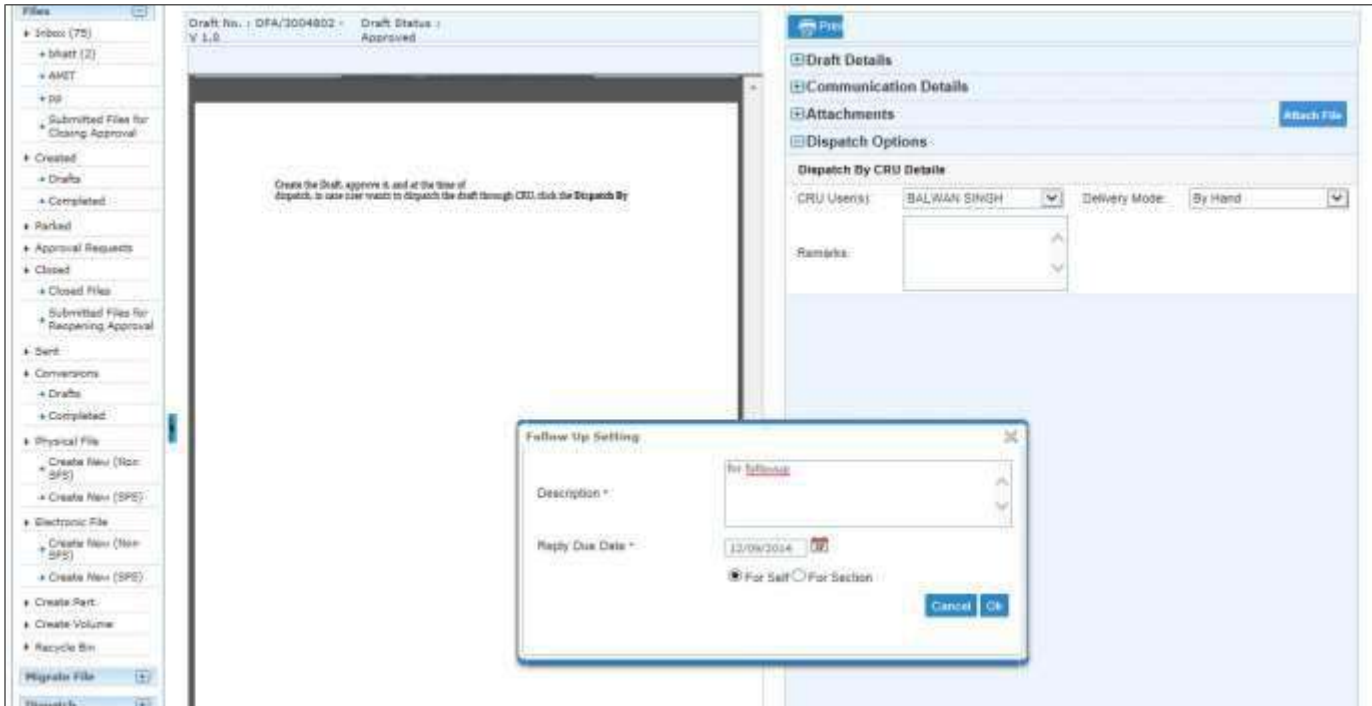 Files
Inbox (75)
bhatt (2)
AMIT
pp
Submitted Files for
Closing Approval
Created
Drafts
Completed
Parked
Approval Requests
Closed
Closed Files
Submitted Files for
Reopening Approval
Sent
Conversions
Drafts
Completed
Physical File
Create New (Non
SFS)
Create New (SFS)
Electronic File
Create New (Non
SFS)
Create New (SFS)
Create Part
Create Volume
Recycle Bin
Migrate File
Dispatch
Draft No. : DFA/3004802 -
V 1.0
Draft Status :
Approved
Create the Draft, approve it and at the time of
dispatch, in case user wants to dispatch the draft through CRU, click the Dispatch By
Print
Draft Details
Communication Details
Attachments
Attach File
Dispatch Options
Dispatch By CRU Details
CRU User(s):
BALWAN SINGH
Delivery Mode:
By Hand
Remarks:
Follow Up Setting
Description *
for followup
Reply Due Date *
12/09/2014
For Self For Section
Cancel Ok